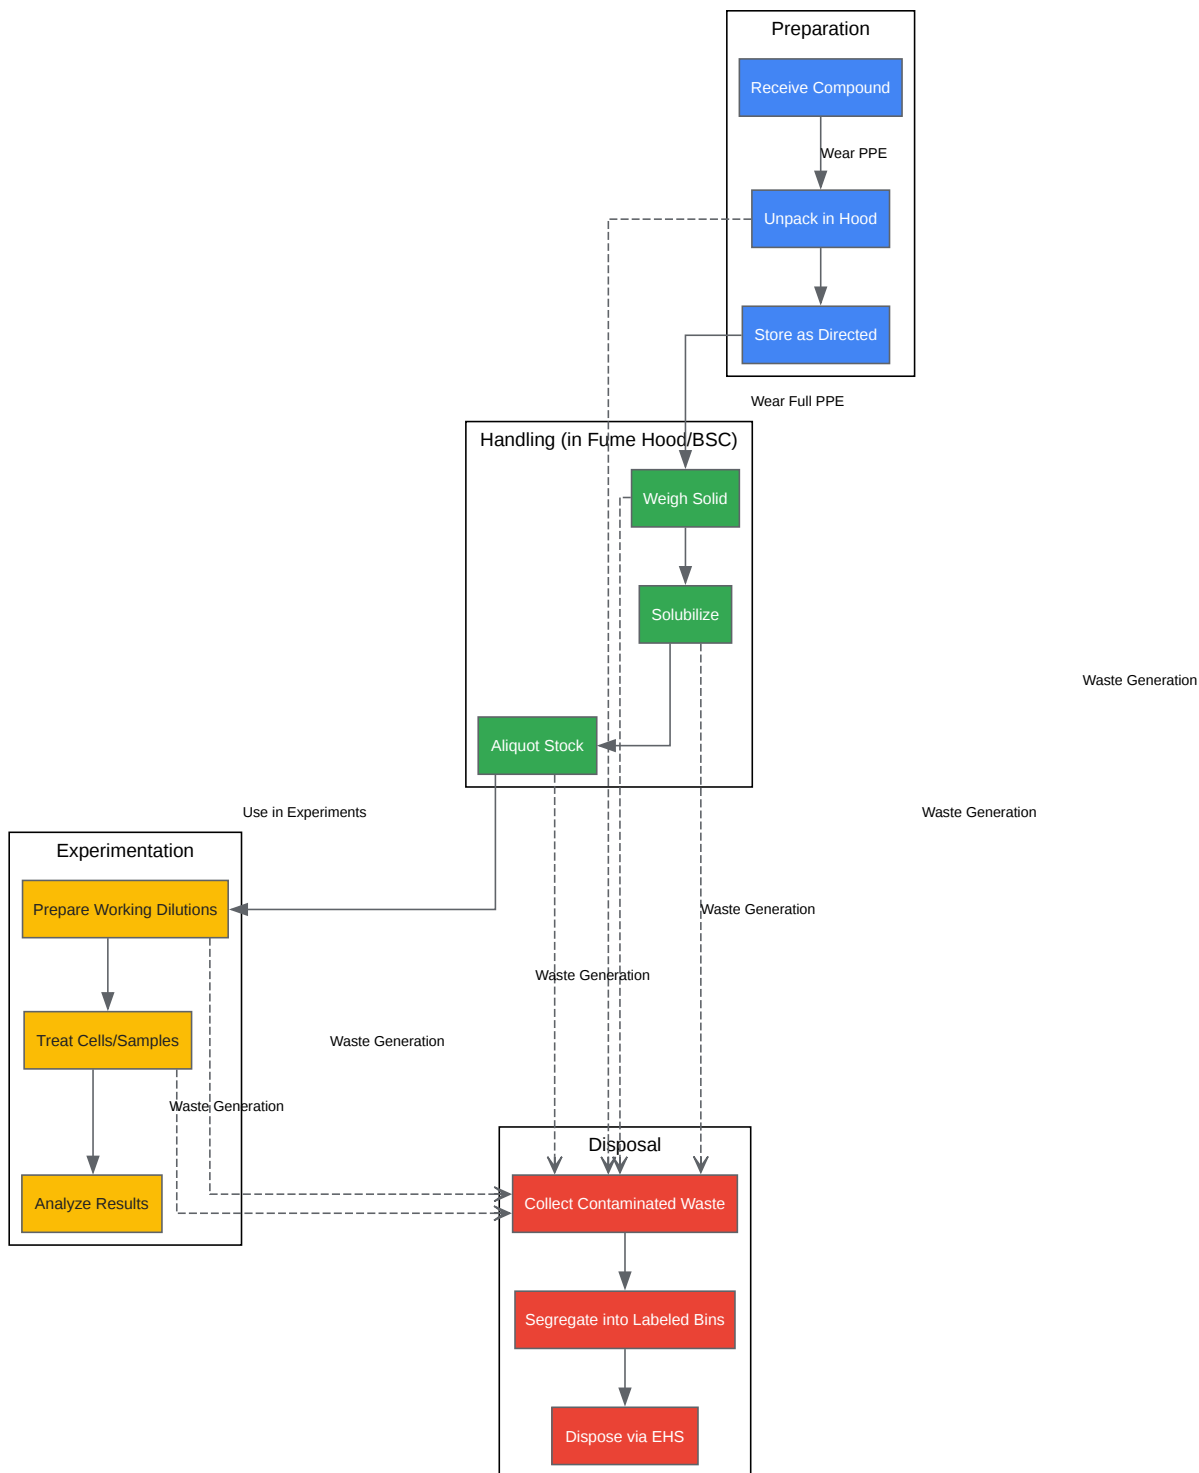 Preparation
Receive Compound
Wear PPE
Unpack in Hood
Store as Directed
Wear Full PPE
Handling (in Fume Hood/BSC)
Weigh Solid
Solubilize
Waste Generation
Aliquot Stock
Use in Experiments
Waste Generation
Experimentation
Prepare Working Dilutions
Waste Generation
Waste Generation
Treat Cells/Samples
Waste Generation
Waste Generation
Disposal
Analyze Results
Collect Contaminated Waste
Segregate into Labeled Bins
Dispose via EHS